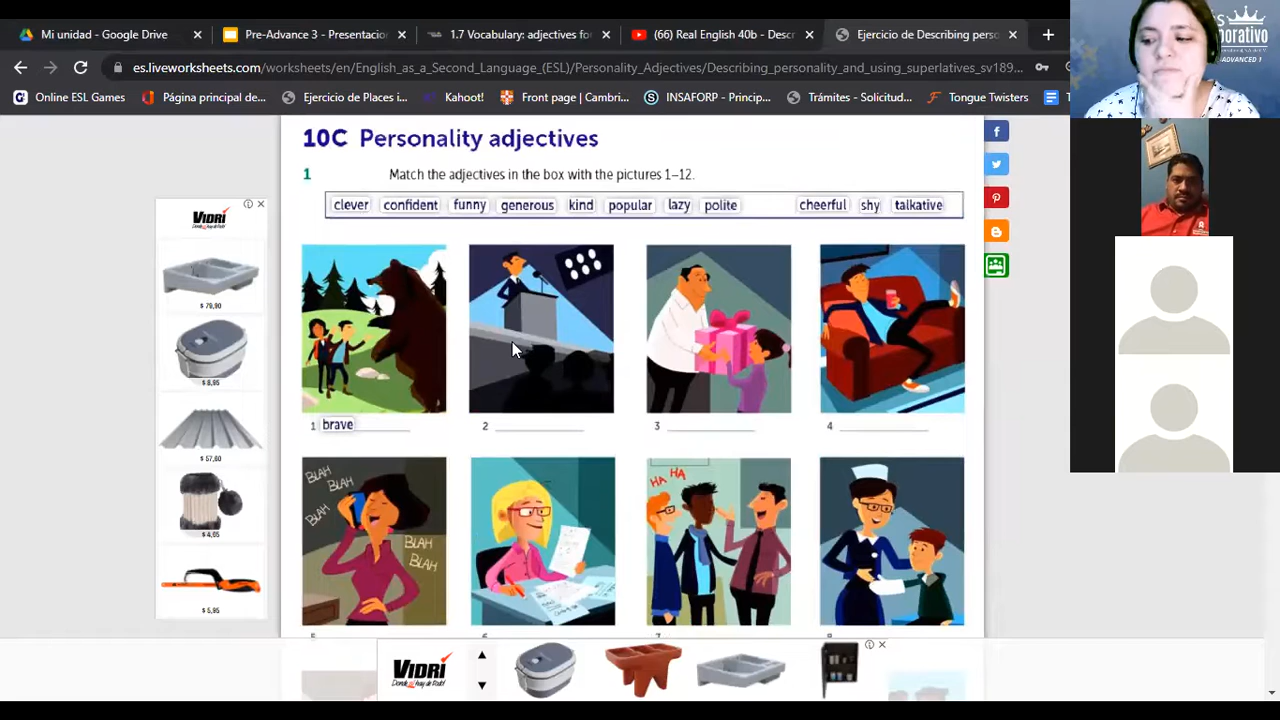 Mi unidad - Google Drive
Pre-Advance 3 - Presentacion
1.7 Vocabulary: adjectives for
(66) Real English 40b - Descr
Ejercicio de Describing perso
es.liveworksheets.com/worksheets/en/English_as_a_Second_Language_(ESL)/Personality_Adjectives/Describing_personality_and_using_superlatives_sv189...
Online ESL Games
Página principal de...
Ejercicio de Places i...
Kahoot!
Front page | Cambri...
INSAFORP - Princip...
Trámites - Solicitud...
Tongue Twisters
10C Personality adjectives
1 Match the adjectives in the box with the pictures 1–12.
clever confident funny generous kind popular lazy polite cheerful shy talkative
1 brave
2
3
4
BLAH
BLAH
BLAH
BLAH
BLAH
HA HA
VIDRI
$ 79,90
$ 8,95
$ 57,60
$ 4,05
$ 5,95
VIDRI